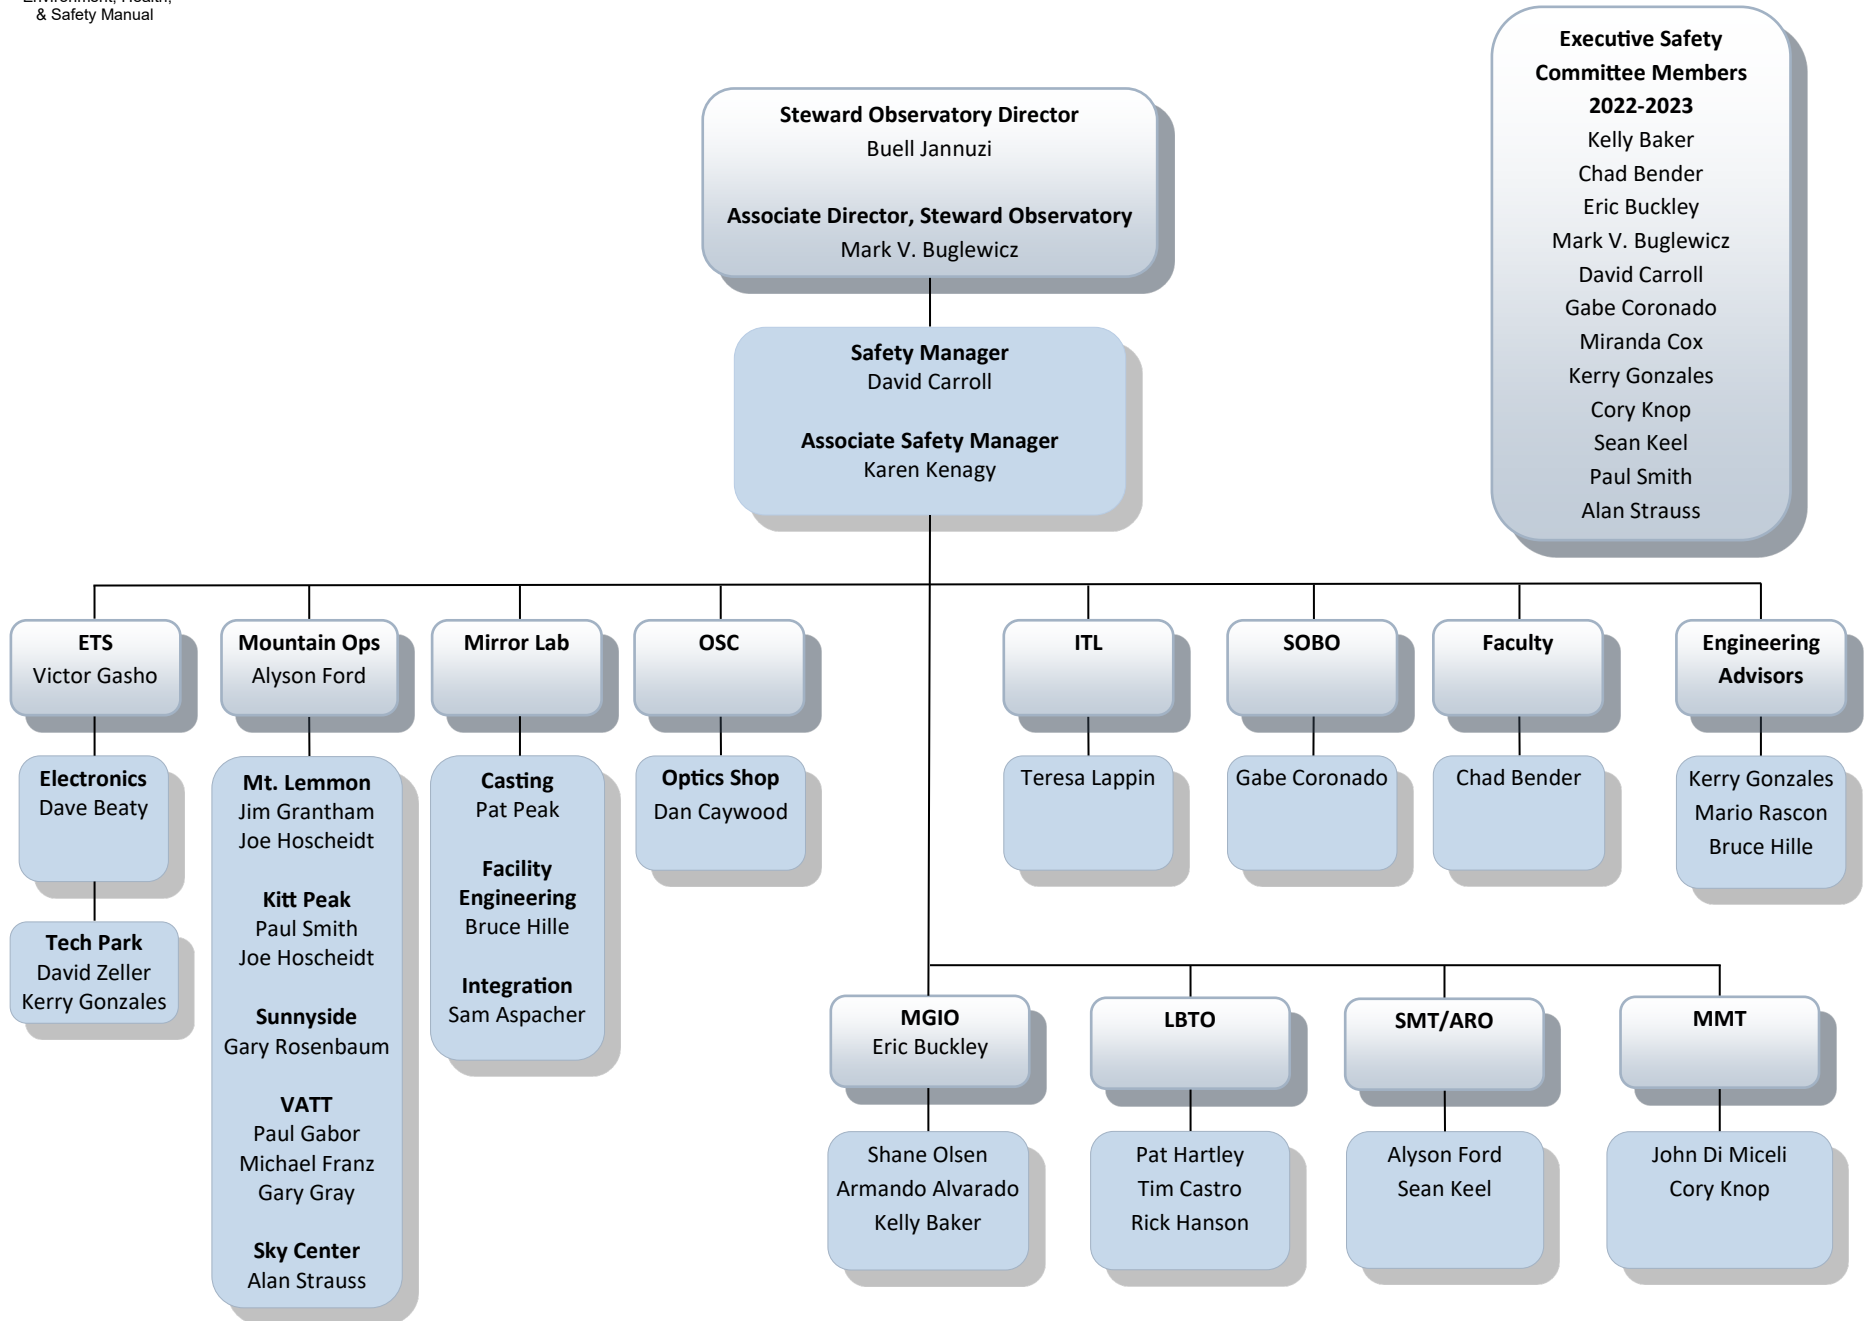 Environment, Health,
& Safety Manual
Executive Safety
Committee Members
2022-2023
Kelly Baker
Chad Bender
Eric Buckley
Mark V. Buglewicz
David Carroll
Gabe Coronado
Miranda Cox
Kerry Gonzales
Cory Knop
Sean Keel
Paul Smith
Alan Strauss
Steward Observatory Director
Buell Jannuzi
Associate Director, Steward Observatory
Mark V. Buglewicz
Safety Manager
David Carroll
Associate Safety Manager
Karen Kenagy
ETS
Victor Gasho
Electronics
Dave Beaty
Tech Park
David Zeller
Kerry Gonzales
Mountain Ops
Alyson Ford
Mt. Lemmon
Jim Grantham
Joe Hoscheidt
Kitt Peak
Paul Smith
Joe Hoscheidt
Sunnyside
Gary Rosenbaum
VATT
Paul Gabor
Michael Franz
Gary Gray
Sky Center
Alan Strauss
Mirror Lab
Casting
Pat Peak
Facility
Engineering
Bruce Hille
Integration
Sam Aspacher
OSC
Optics Shop
Dan Caywood
ITL
Teresa Lappin
SOBO
Gabe Coronado
Faculty
Chad Bender
Engineering
Advisors
Kerry Gonzales
Mario Rascon
Bruce Hille
MGIO
Eric Buckley
Shane Olsen
Armando Alvarado
Kelly Baker
LBTO
Pat Hartley
Tim Castro
Rick Hanson
SMT/ARO
Alyson Ford
Sean Keel
MMT
John Di Miceli
Cory Knop